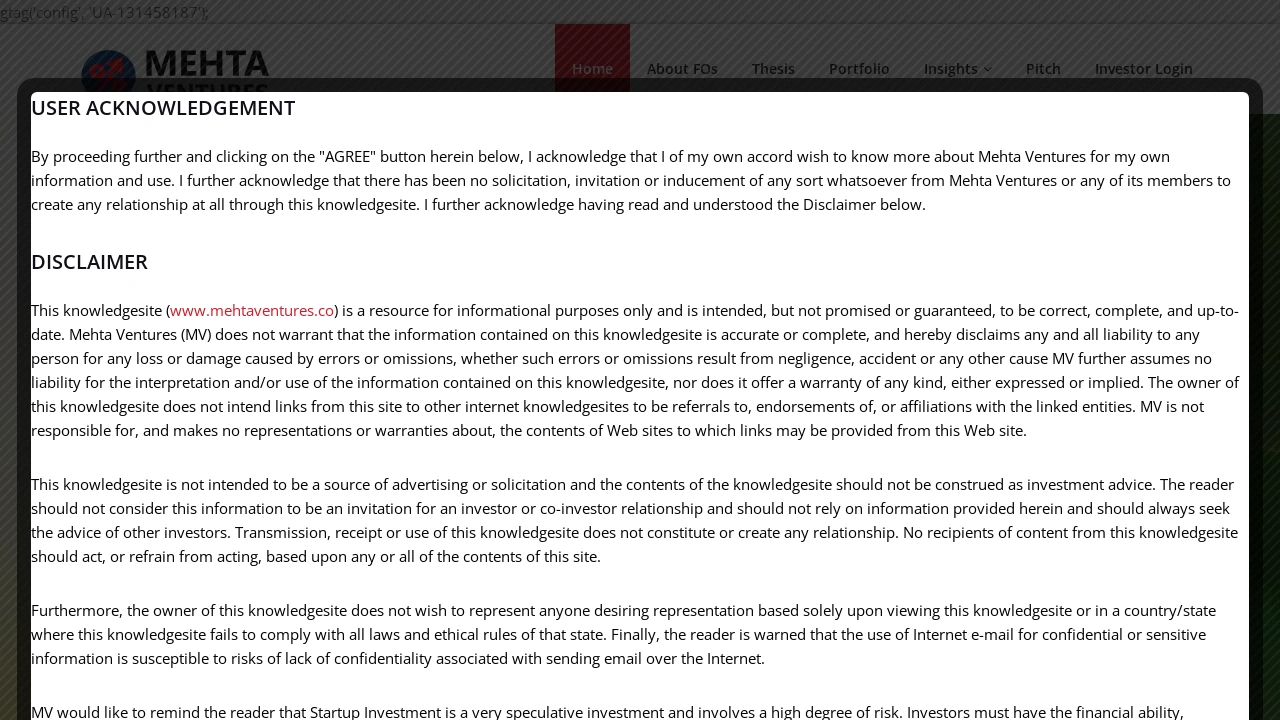 gtag('config', 'UA-131458187');
MEHTA
VENTURES
Home About FOs Thesis Portfolio Insights Pitch Investor Login
USER ACKNOWLEDGEMENT
By proceeding further and clicking on the "AGREE" button herein below, I acknowledge that I of my own accord wish to know more about Mehta Ventures for my own
information and use. I further acknowledge that there has been no solicitation, invitation or inducement of any sort whatsoever from Mehta Ventures or any of its members to
create any relationship at all through this knowledgesite. I further acknowledge having read and understood the Disclaimer below.
DISCLAIMER
This knowledgesite (www.mehtaventures.co) is a resource for informational purposes only and is intended, but not promised or guaranteed, to be correct, complete, and up-to-
date. Mehta Ventures (MV) does not warrant that the information contained on this knowledgesite is accurate or complete, and hereby disclaims any and all liability to any
person for any loss or damage caused by errors or omissions, whether such errors or omissions result from negligence, accident or any other cause MV further assumes no
liability for the interpretation and/or use of the information contained on this knowledgesite, nor does it offer a warranty of any kind, either expressed or implied. The owner of
this knowledgesite does not intend links from this site to other internet knowledgesites to be referrals to, endorsements of, or affiliations with the linked entities. MV is not
responsible for, and makes no representations or warranties about, the contents of Web sites to which links may be provided from this Web site.
This knowledgesite is not intended to be a source of advertising or solicitation and the contents of the knowledgesite should not be construed as investment advice. The reader
should not consider this information to be an invitation for an investor or co-investor relationship and should not rely on information provided herein and should always seek
the advice of other investors. Transmission, receipt or use of this knowledgesite does not constitute or create any relationship. No recipients of content from this knowledgesite
should act, or refrain from acting, based upon any or all of the contents of this site.
Furthermore, the owner of this knowledgesite does not wish to represent anyone desiring representation based solely upon viewing this knowledgesite or in a country/state
where this knowledgesite fails to comply with all laws and ethical rules of that state. Finally, the reader is warned that the use of Internet e-mail for confidential or sensitive
information is susceptible to risks of lack of confidentiality associated with sending email over the Internet.
MV would like to remind the reader that Startup Investment is a very speculative investment and involves a high degree of risk. Investors must have the financial ability,